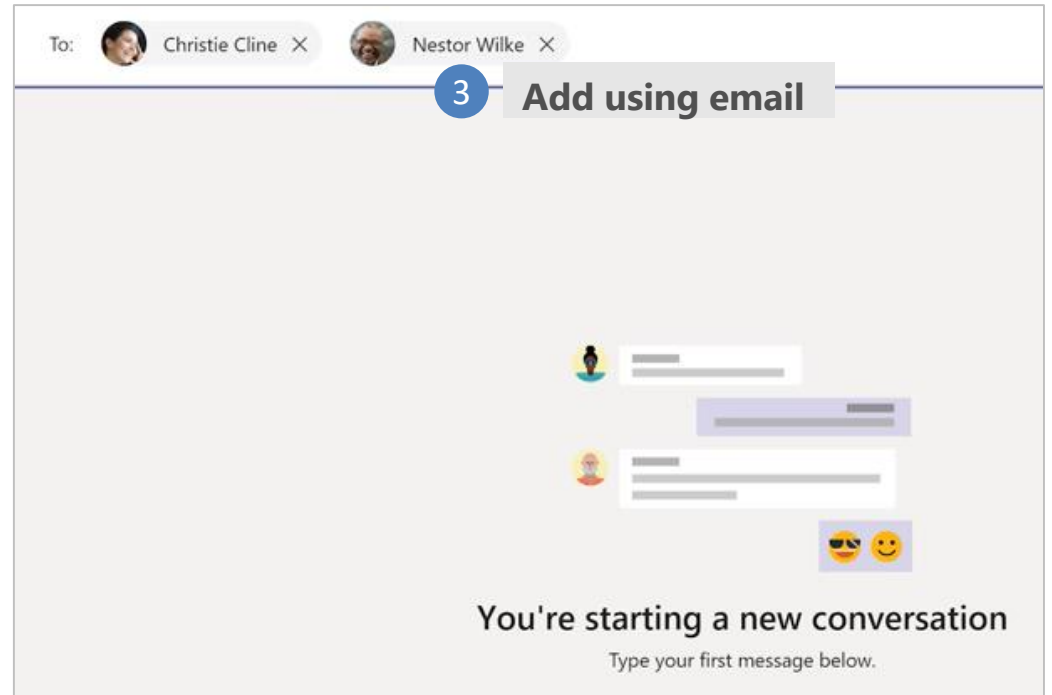 To: Christie Cline Nestor Wilke
3 Add using email
You're starting a new conversation
Type your first message below.